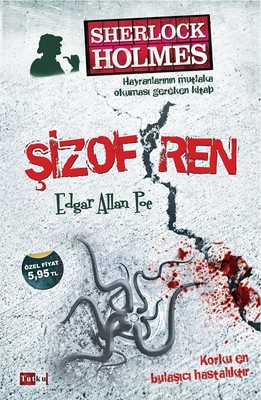 SHERLOCK
HOLMES
Hayranlarının mutlaka
okuması gereken kitap
ŞİZOFREN
Edgar Allan Poe
ÖZEL FİYAT
5,95 TL
Korku en
bulaşıcı hastalıktır
Tutku